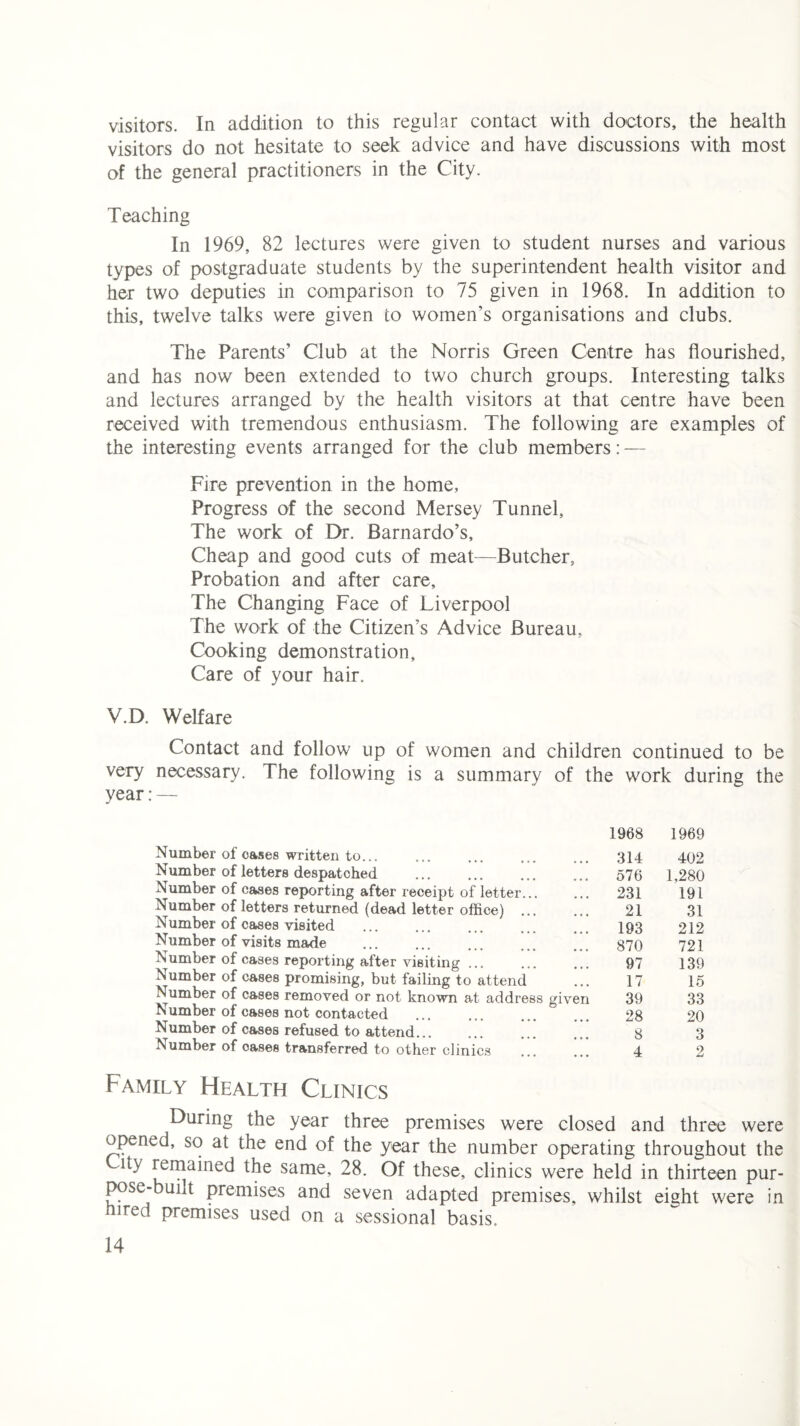 visitors. In addition to this regular contact with doctors, the health
visitors do not hesitate to seek advice and have discussions with most
of the general practitioners in the City.
Teaching
In 1969, 82 lectures were given to student nurses and various
types of postgraduate students by the superintendent health visitor and
her two deputies in comparison to 75 given in 1968. In addition to
this, twelve talks were given to women's organisations and clubs.
The Parents' Club at the Norris Green Centre has flourished,
and has now been extended to two church groups. Interesting talks
and lectures arranged by the health visitors at that centre have been
received with tremendous enthusiasm. The following are examples of
the interesting events arranged for the club members:—
Fire prevention in the home,
Progress of the second Mersey Tunnel,
The work of Dr. Barnardo's,
Cheap and good cuts of meat—Butcher,
Probation and after care,
The Changing Face of Liverpool
The work of the Citizen's Advice Bureau,
Cooking demonstration,
Care of your hair.
V.D. Welfare
Contact and follow up of women and children continued to be
very necessary. The following is a summary of the work during the
year:—
1968 1969
Number of cases written to... ... ... ... ... 314 402
Number of letters despatched ... ... ... ... 576 1,280
Number of cases reporting after receipt of letter... ... 231 191
Number of letters returned (dead letter office) ... ... 21 31
Number of cases visited ... ... ... ... ... 193 212
Number of visits made ... ... ... ... ... 870 721
Number of cases reporting after visiting ... ... ... 97 139
Number of cases promising, but failing to attend ... 17 15
Number of cases removed or not known at address given 39 33
Number of cases not contacted ... ... ... ... 28 20
Number of cases refused to attend... ... ... ... 8 3
Number of cases transferred to other clinics ... ... 4 2
Family Health Clinics
During the year three premises were closed and three were
opened, so at the end of the year the number operating throughout the
City remained the same, 28. Of these, clinics were held in thirteen pur-
pose-built premises and seven adapted premises, whilst eight were in
hired premises used on a sessional basis.
14